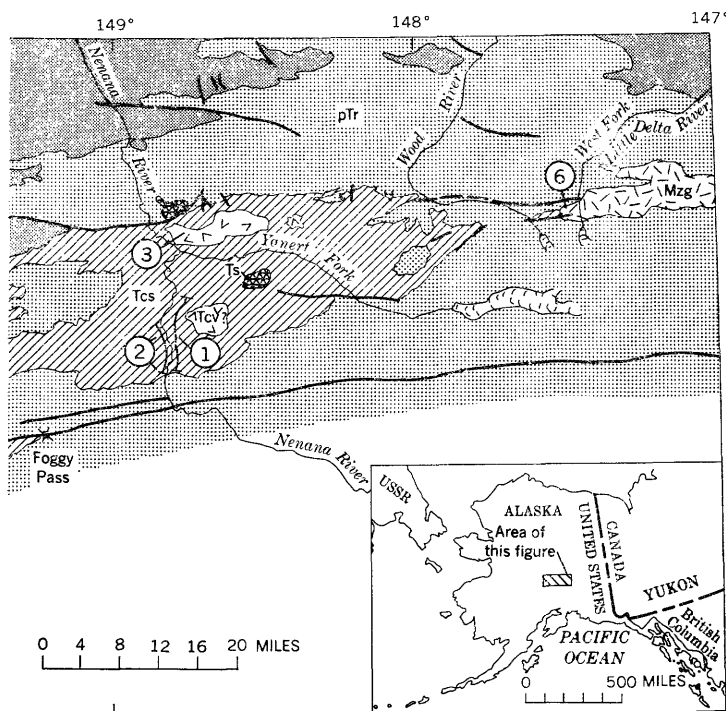 149° 148° 147°
Nenana
River
pTr
Wood River
West Fork
Little Delta River
6
Mzg
3
Yanert Fork
Ts
Tcs
Tcv?
2
1
Foggy
Pass
Nenana River
0 4 8 12 16 20 MILES
USSR
ALASKA
Area of
this figure
CANADA
UNITED STATES
YUKON
British
Columbia
PACIFIC
OCEAN
0 500 MILES